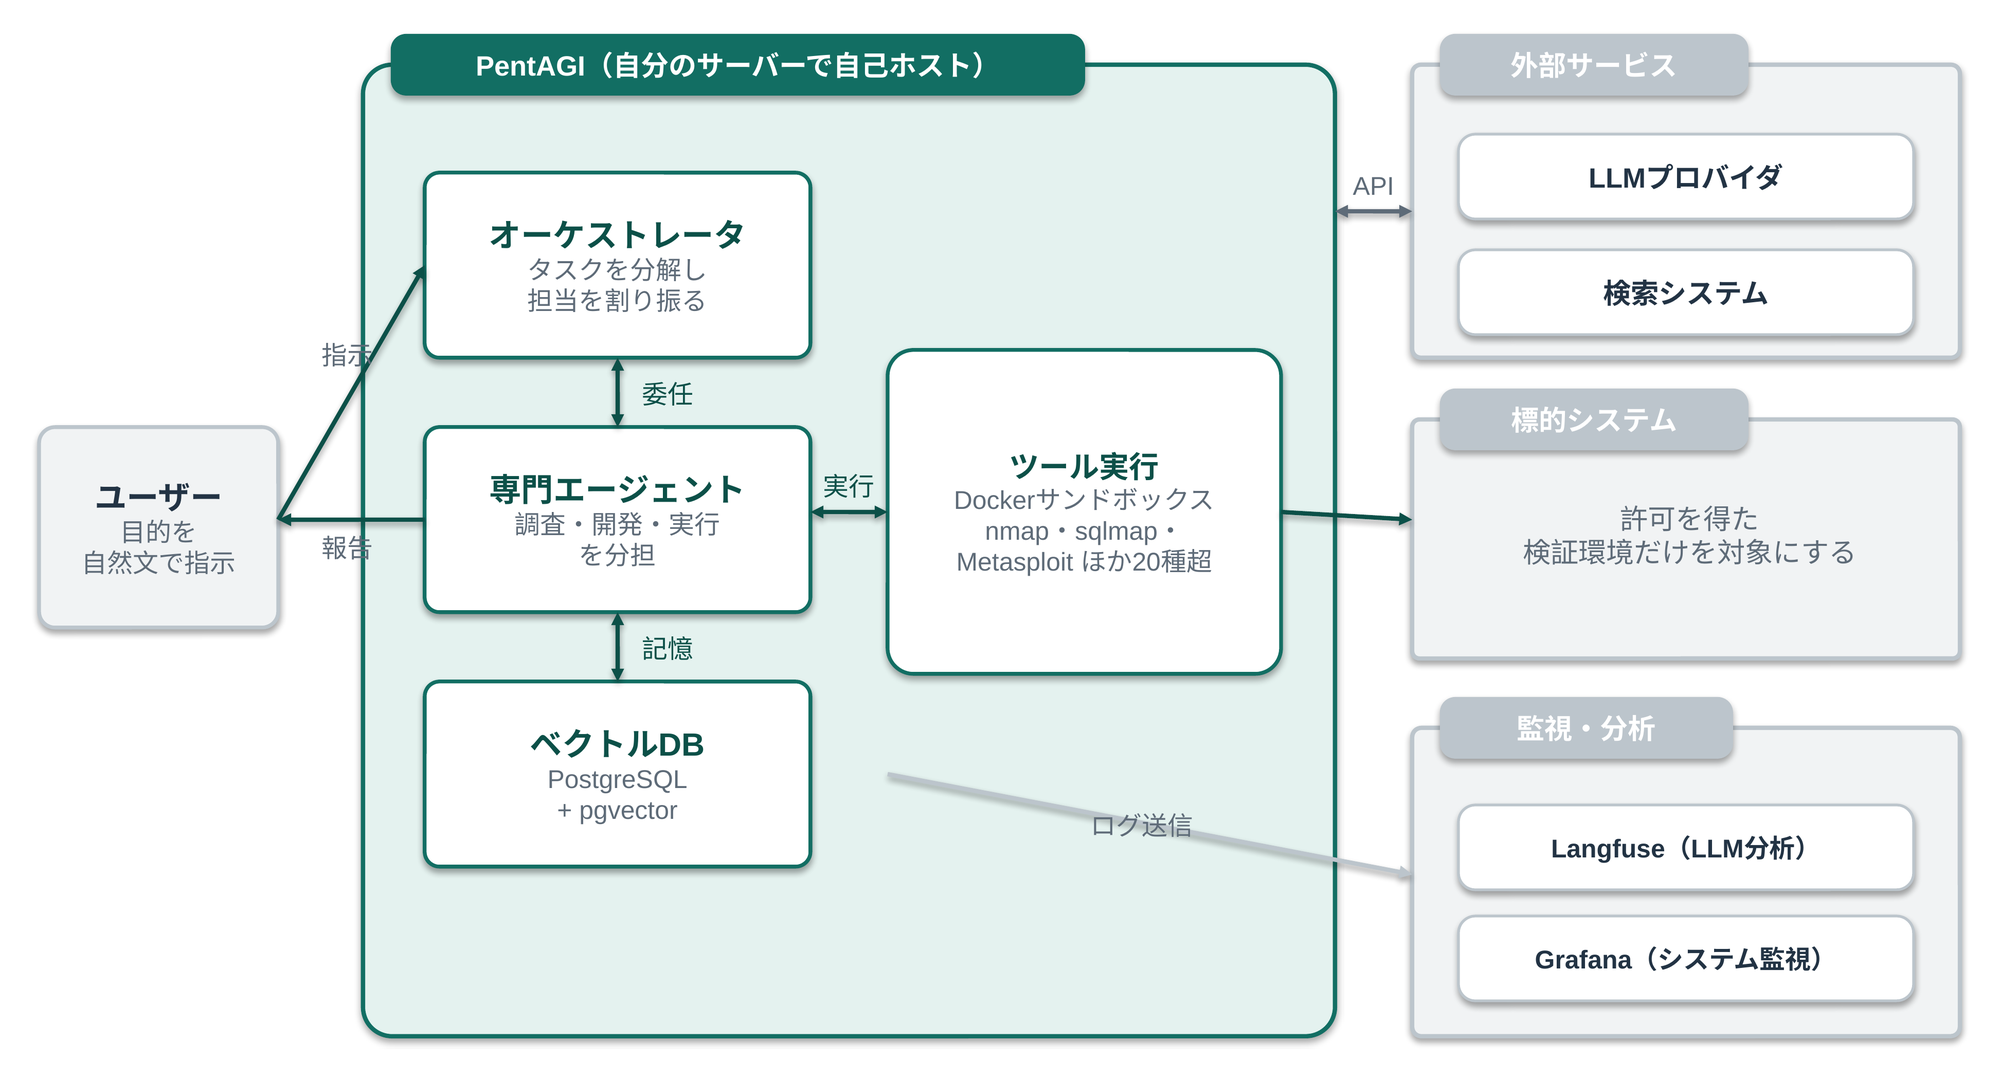 PentAGI（自分のサーバーで自己ホスト）
外部サービス
LLMプロバイダ
検索システム
API
オーケストレータ
タスクを分解し
担当を割り振る
指示
委任
ユーザー
目的を
自然文で指示
報告
専門エージェント
調査・開発・実行
を分担
実行
ツール実行
Dockerサンドボックス
nmap・sqlmap・
Metasploit ほか20種超
標的システム
許可を得た
検証環境だけを対象にする
記憶
ベクトルDB
PostgreSQL
+ pgvector
ログ送信
監視・分析
Langfuse（LLM分析）
Grafana（システム監視）